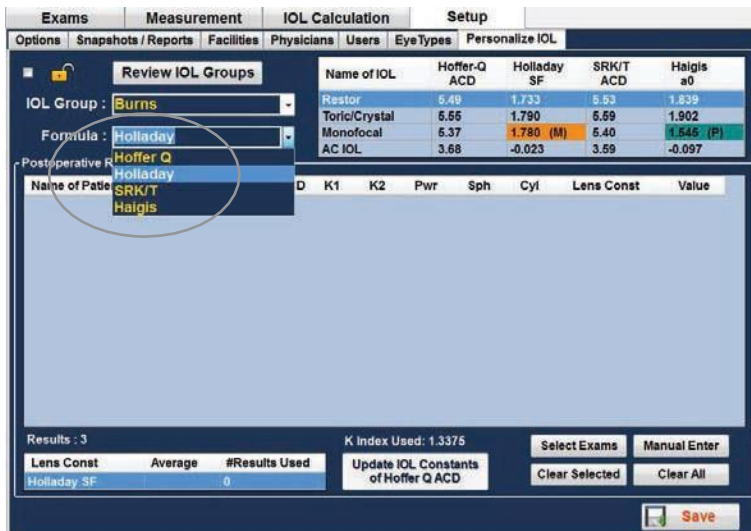 Exams Measurement IOL Calculation Setup
Options Snapshots / Reports Facilities Physicians Users Eye Types Personalize IOL
Review IOL Groups
IOL Group : Burns
Formula : Holladay
Hoffer Q
Holladay
SRK/T
Haigis
Name of IOL Hoffer-Q ACD Holladay SF SRK/T ACD Haigis a0
Restor 5.49 1.733 5.53 1.839
Toric/Crystal 5.55 1.790 5.59 1.902
Monofocal 5.37 1.780 (M) 5.40 1.545 (P)
AC IOL 3.68 -0.023 3.59 -0.097
Postoperative R
Name of Patie D K1 K2 Pwr Sph Cyl Lens Const Value
Results : 3
Lens Const Average #Results Used
Holladay SF 0
K Index Used: 1.3375
Update IOL Constants
of Hoffer Q ACD
Select Exams Manual Enter
Clear Selected Clear All
Save